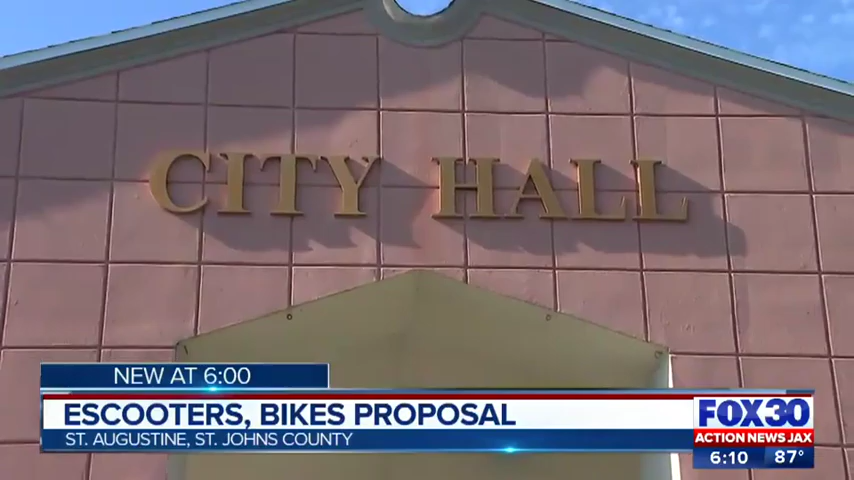 CITY HALL
NEW AT 6:00
ESCOOTERS, BIKES PROPOSAL
ST. AUGUSTINE, ST. JOHNS COUNTY
FOX30
ACTION NEWS JAX
6:10 87°